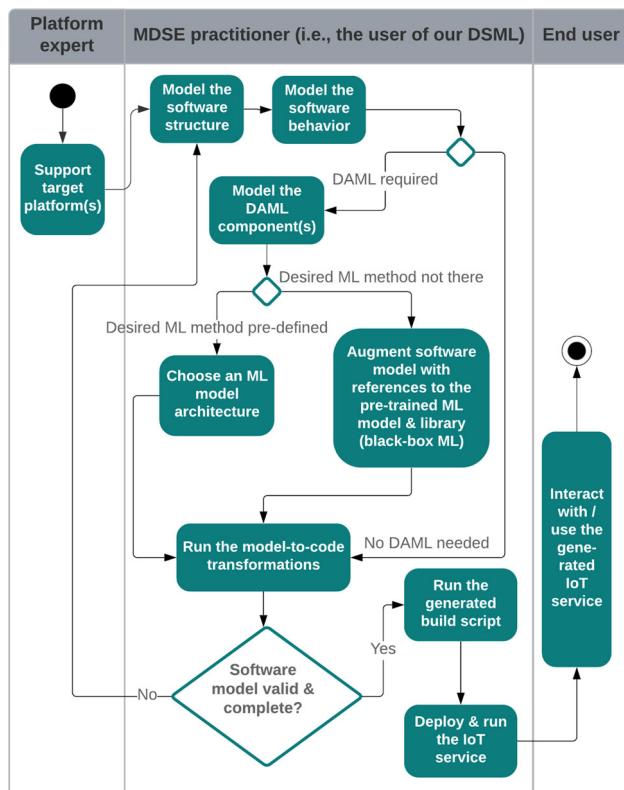 Platform
expert
MDSE practitioner (i.e., the user of our DSML)
End user
Model the
software
structure
Model the
software
behavior
Support
target
platform(s)
DAML required
Model the
DAML
component(s)
Desired ML method not there
Desired ML method pre-defined
Choose an ML
model
architecture
Augment software
model with
references to the
pre-trained ML
model & library
(black-box ML)
Interact
with /
use the
gene-
rated
IoT
service
No DAML needed
Run the model-to-code
transformations
Run the
generated
build script
Yes
Software
model valid &
complete?
No
Deploy & run
the IoT
service